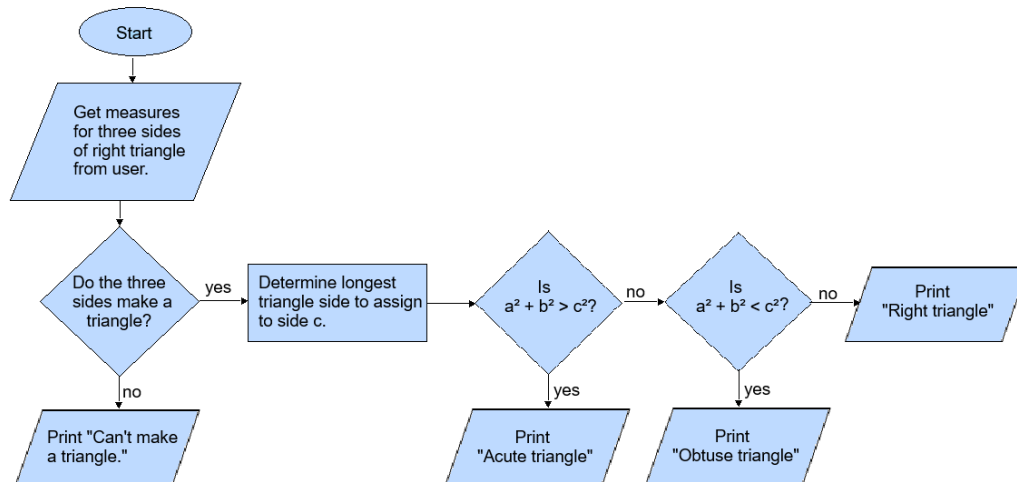 Start
Get measures
for three sides
of right triangle
from user.
Do the three
sides make a
triangle?
yes
no
Print "Can't make
a triangle."
Determine longest
triangle side to assign
to side c.
Is
a² + b² > c²?
no
yes
Print
"Acute triangle"
Is
a² + b² < c²?
no
yes
Print
"Obtuse triangle"
Print
"Right triangle"